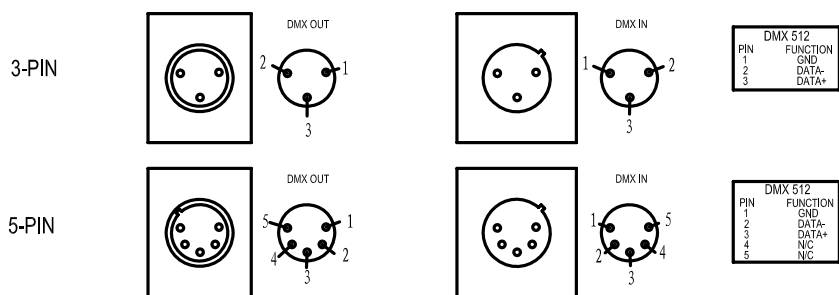 3-PIN
DMX OUT
2 1
3
DMX IN
1 2
3
DMX 512
PIN FUNCTION
1 GND
2 DATA-
3 DATA+
5-PIN
DMX OUT
5 1
4 2
3
DMX IN
1 5
2 4
3
DMX 512
PIN FUNCTION
1 GND
2 DATA-
3 DATA+
4 N/C
5 N/C